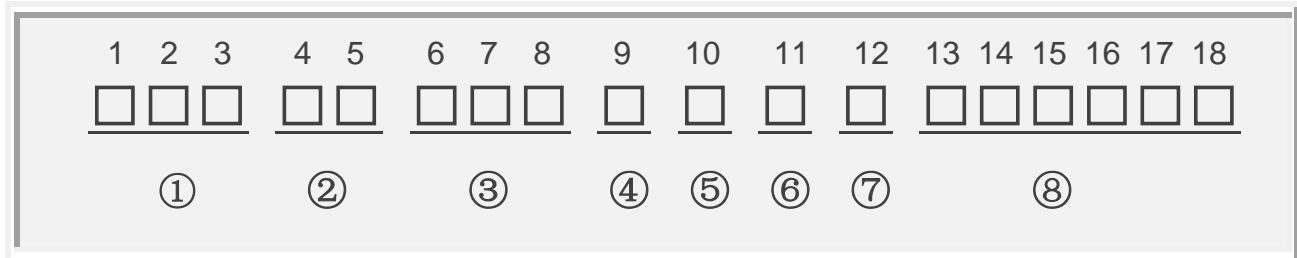 1 2 3 4 5 6 7 8 9 10 11 12 13 14 15 16 17 18
□□□ □□ □□□ □ □ □ □ □□□□□□
① ② ③ ④ ⑤ ⑥ ⑦ ⑧